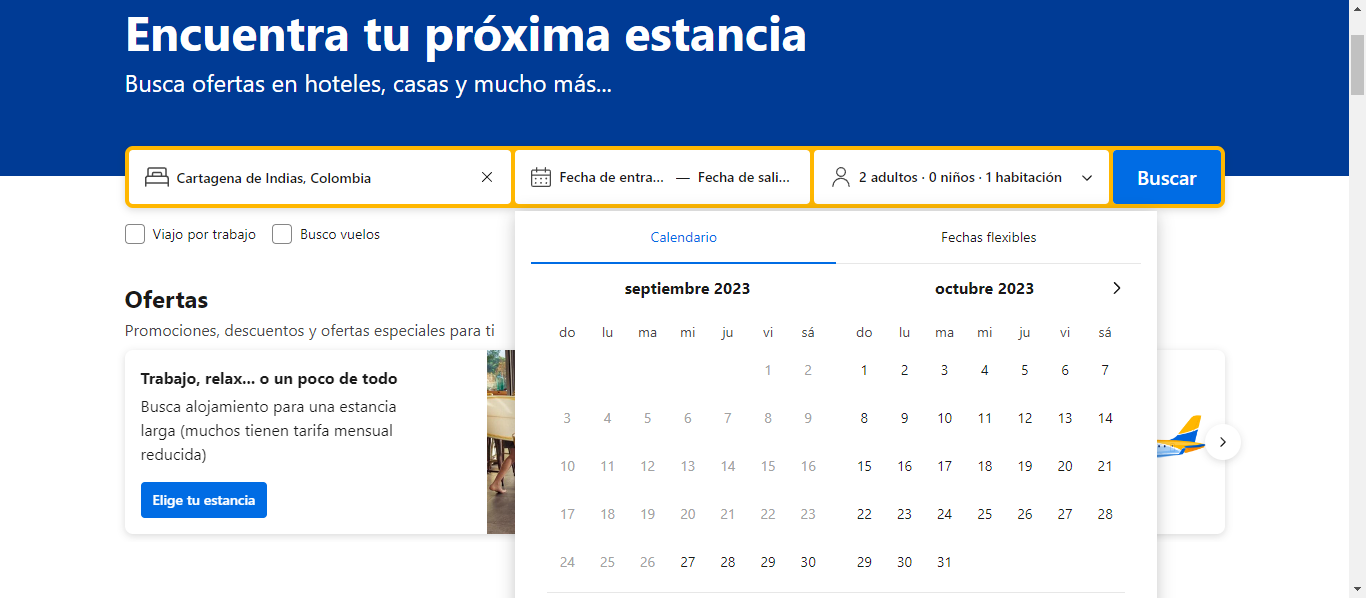 Encuentra tu próxima estancia
Busca ofertas en hoteles, casas y mucho más...
Cartagena de Indias, Colombia
Fecha de entra... — Fecha de sali...
2 adultos · 0 niños · 1 habitación
Buscar
Viajo por trabajo
Busco vuelos
Ofertas
Promociones, descuentos y ofertas especiales para ti
Trabajo, relax... o un poco de todo
Busca alojamiento para una estancia
larga (muchos tienen tarifa mensual
reducida)
Elige tu estancia
Calendario
Fechas flexibles
septiembre 2023
do lu ma mi ju vi sá
1 2
3 4 5 6 7 8 9
10 11 12 13 14 15 16
17 18 19 20 21 22 23
24 25 26 27 28 29 30
octubre 2023
do lu ma mi ju vi sá
1 2 3 4 5 6 7
8 9 10 11 12 13 14
15 16 17 18 19 20 21
22 23 24 25 26 27 28
29 30 31